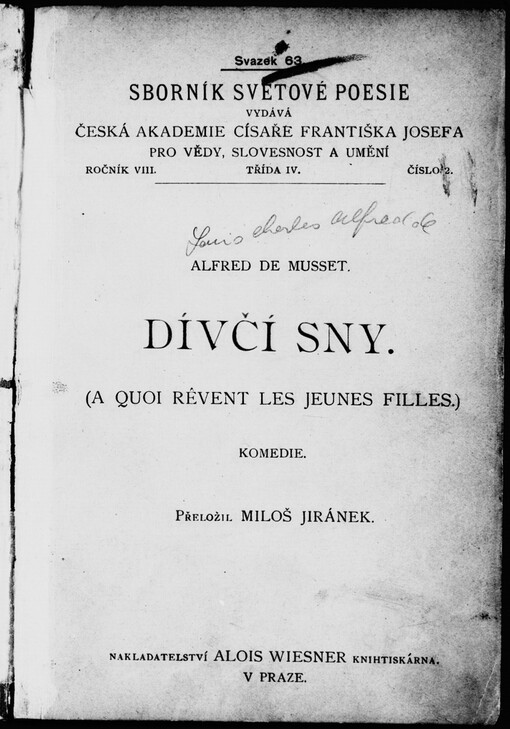 Svazek 63
SBORNÍK SVĚTOVÉ POESIE
VYDÁVÁ
ČESKÁ AKADEMIE CÍSAŘE FRANTIŠKA JOSEFA
PRO VĚDY, SLOVESNOST A UMĚNÍ
ROČNÍK VIII. TŘÍDA IV. ČÍSLO 2.
Louis Charles Alfred de
ALFRED DE MUSSET.
DÍVČÍ SNY.
(A QUOI RÊVENT LES JEUNES FILLES.)
KOMEDIE.
PŘELOŽIL MILOŠ JIRÁNEK.
NAKLADATELSTVÍ ALOIS WIESNER KNIHTISKÁRNA.
V PRAZE.